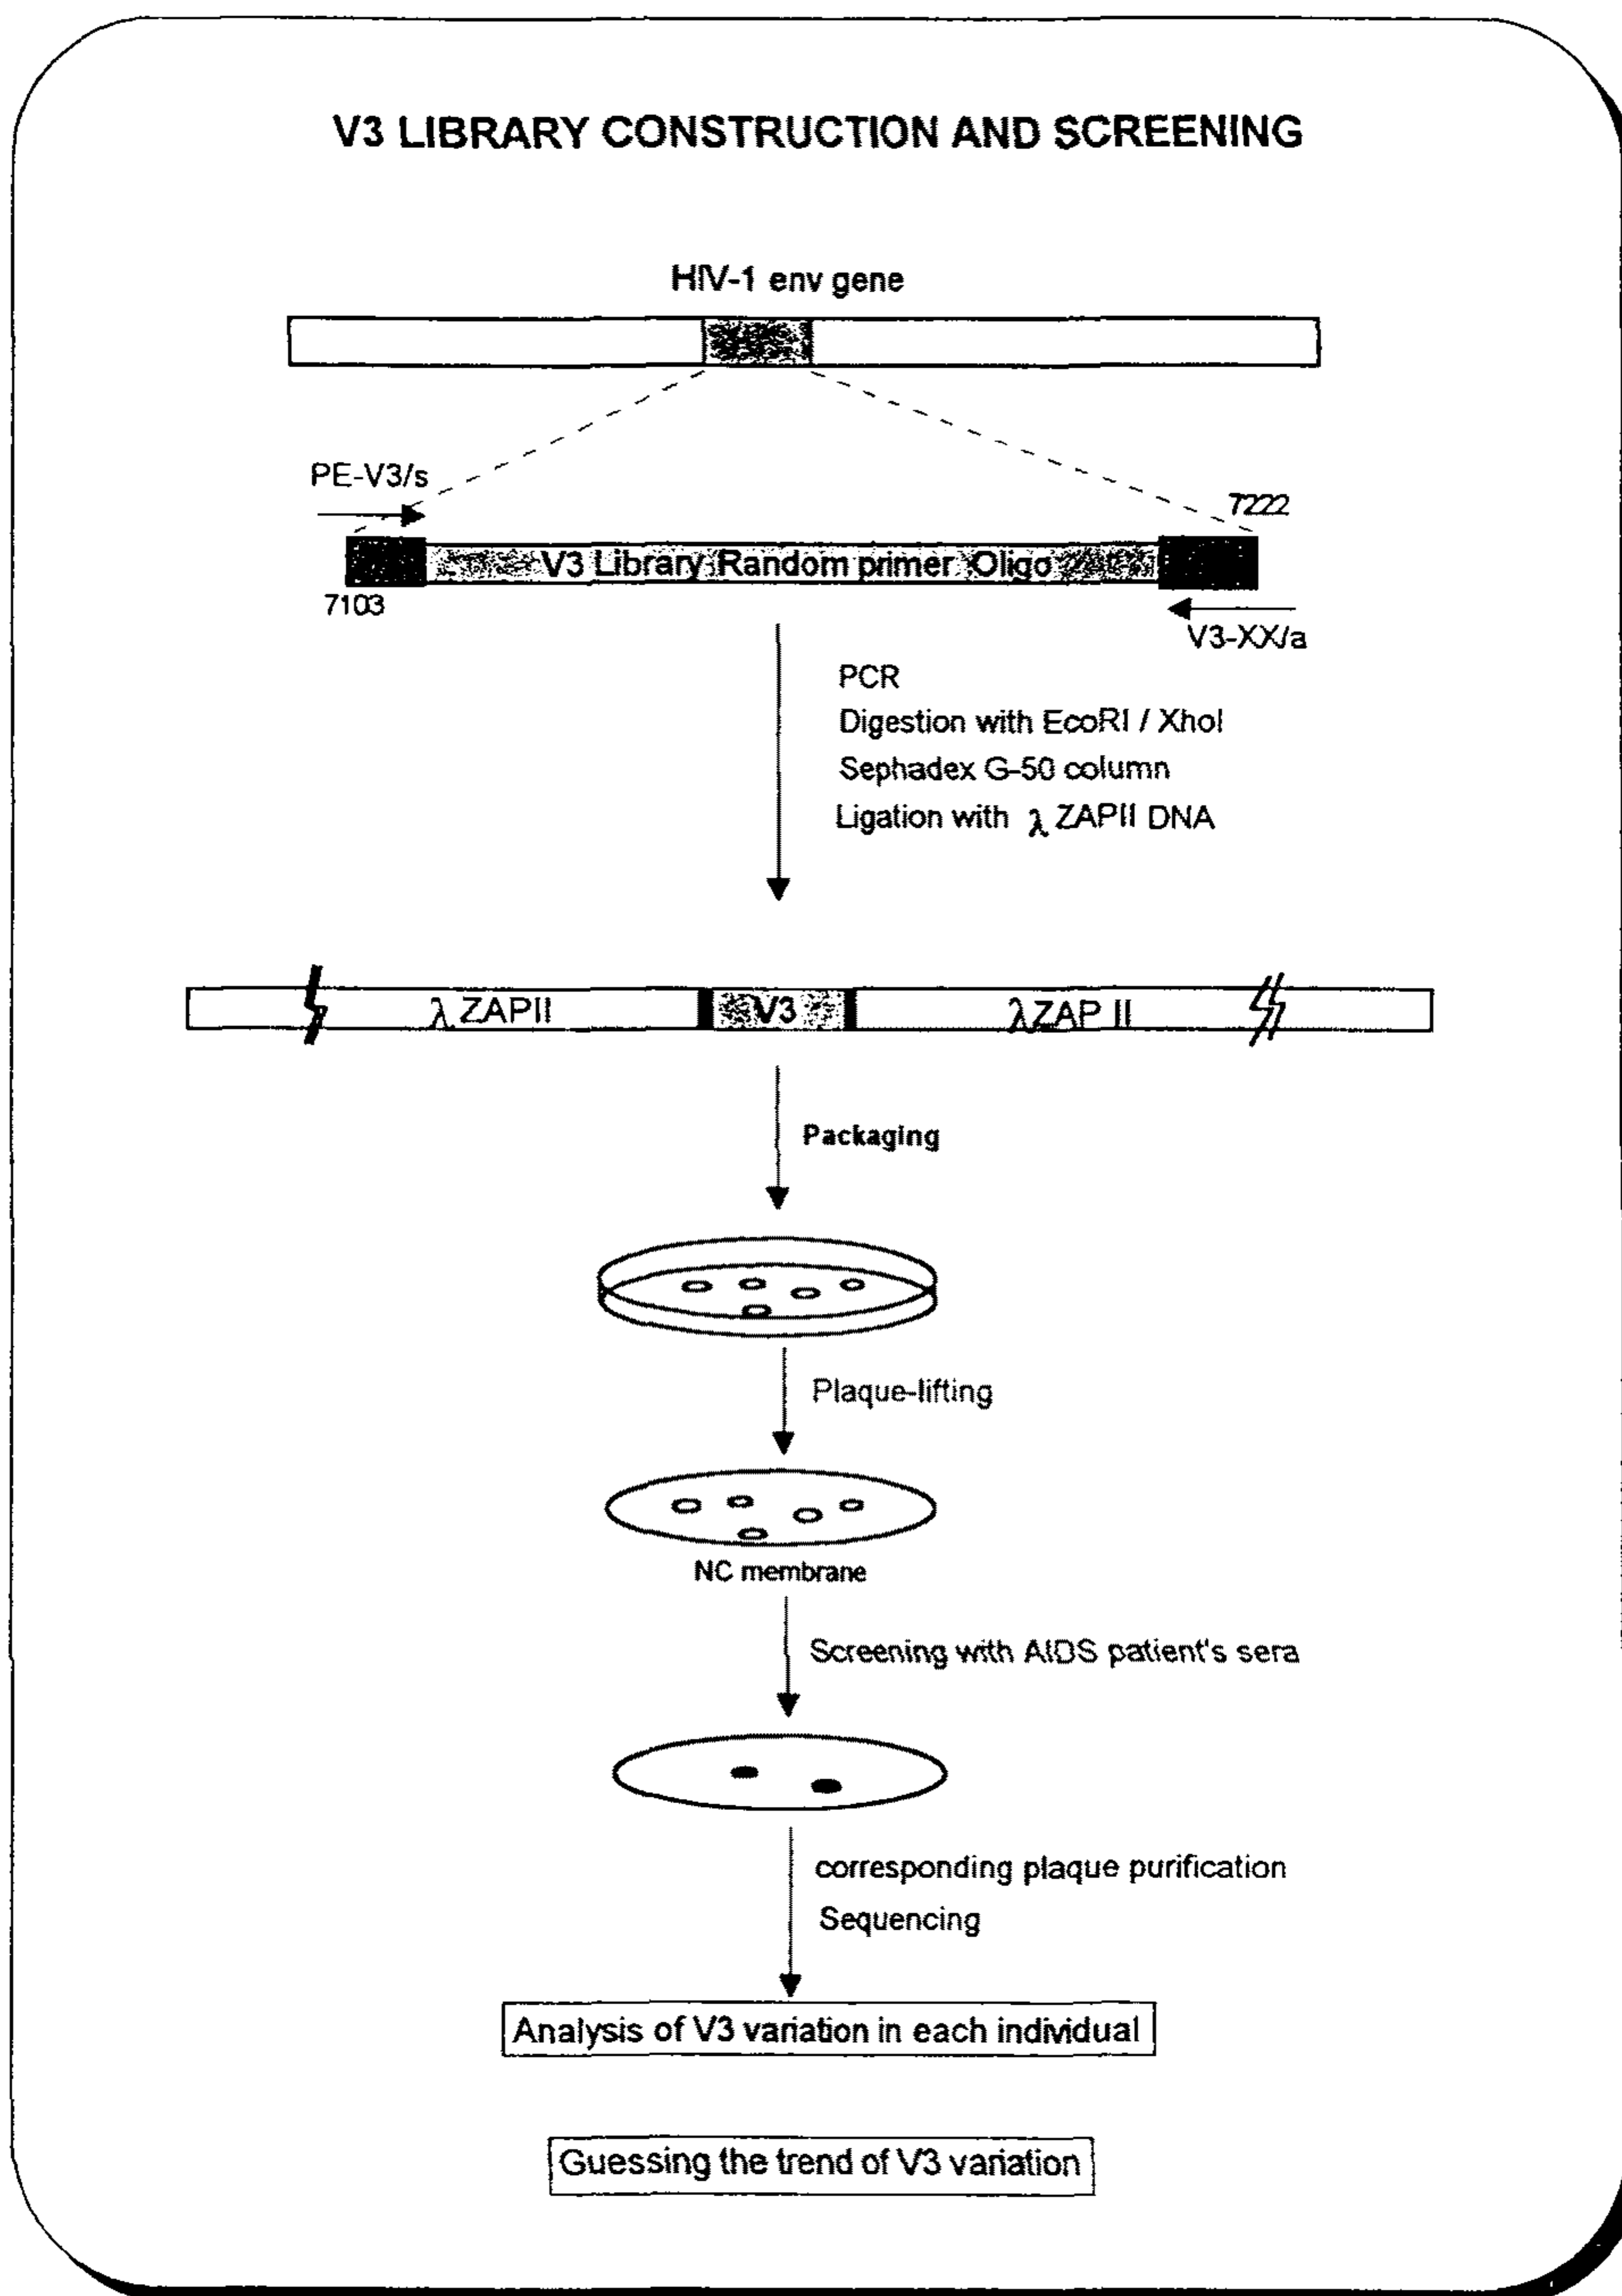 V3 LIBRARY CONSTRUCTION AND SCREENING
HIV-1 env gene
PE-V3/s
7222
V3 Library Random primer Oligo
7103
V3-XX/a
PCR
Digestion with EcoRI / XhoI
Sephadex G-50 column
Ligation with λ ZAPII DNA
λ ZAPII V3 λZAP II
Packaging
Plaque-lifting
NC membrane
Screening with AIDS patient's sera
corresponding plaque purification
Sequencing
Analysis of V3 variation in each individual
Guessing the trend of V3 variation